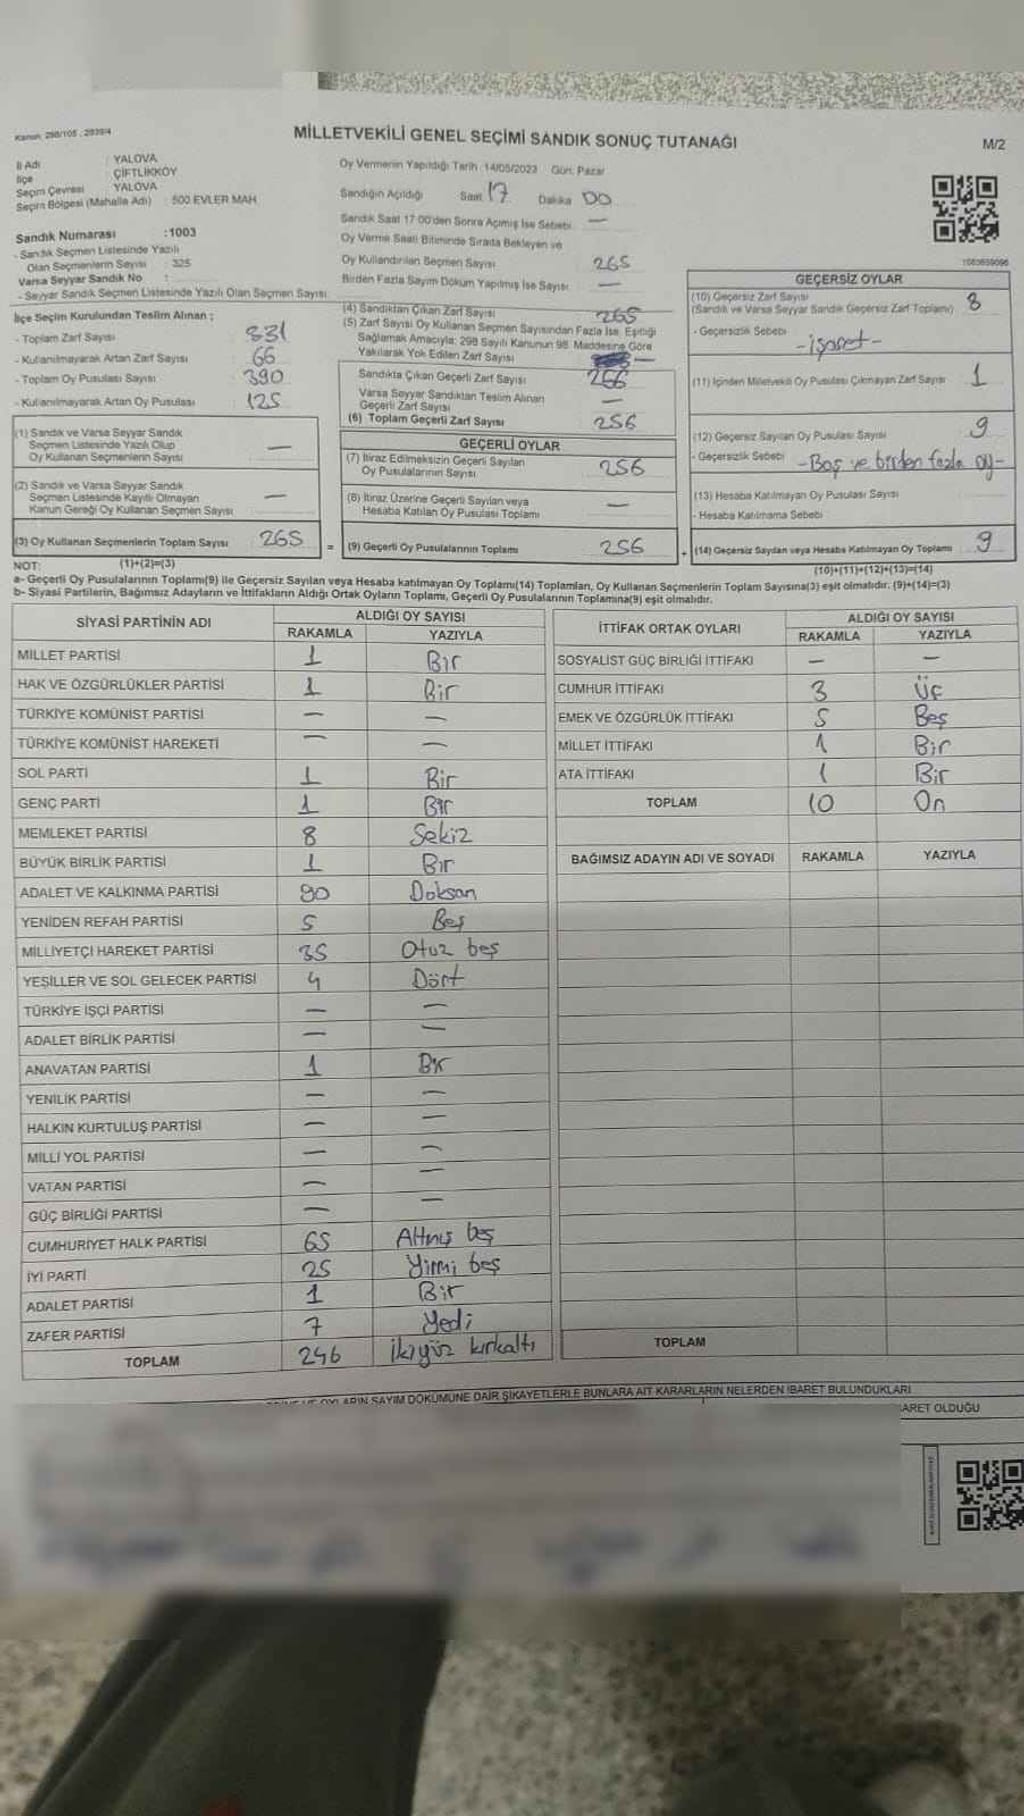 Kanun: 298/105 , 2839/4
MİLLETVEKİLİ GENEL SEÇİMİ SANDIK SONUÇ TUTANAĞI
M/2
İl Adı : YALOVA
İlçe : ÇİFTLİKKÖY
Seçim Çevresi : YALOVA
Seçim Bölgesi (Mahalle Adı) : 500 EVLER MAH.
Sandık Numarası :1003
- Sandık Seçmen Listesinde Yazılı
Olan Seçmenlerin Sayısı : 325
Varsa Seyyar Sandık No :
- Seyyar Sandık Seçmen Listesinde Yazılı Olan Seçmen Sayısı
İlçe Seçim Kurulundan Teslim Alınan ;
- Toplam Zarf Sayısı 331
- Kullanılmayarak Artan Zarf Sayısı 66
- Toplam Oy Pusulası Sayısı 390
- Kullanılmayarak Artan Oy Pusulası 125
Oy Vermenin Yapıldığı Tarih :14/05/2023 Gün: Pazar
Sandığın Açıldığı Saat 17 Dakika 00
Sandık Saat 17:00'den Sonra Açılmış İse Sebebi —
Oy Verme Saati Bitiminde Sırada Bekleyen ve
Oy Kullandırılan Seçmen Sayısı 265
Birden Fazla Sayım Döküm Yapılmış İse Sayısı —
(4) Sandıktan Çıkan Zarf Sayısı 265
(5) Zarf Sayısı Oy Kullanan Seçmen Sayısından Fazla İse, Eşitliği
Sağlamak Amacıyla; 298 Sayılı Kanunun 98. Maddesine Göre
Yakılarak Yok Edilen Zarf Sayısı —
Sandıkta Çıkan Geçerli Zarf Sayısı 256
Varsa Seyyar Sandıktan Teslim Alınan
Geçerli Zarf Sayısı —
(6) Toplam Geçerli Zarf Sayısı 256
GEÇERSİZ OYLAR
(10) Geçersiz Zarf Sayısı
(Sandık ve Varsa Seyyar Sandık Geçersiz Zarf Toplamı) 8
- Geçersizlik Sebebi
-işaret-
(11) İçinden Milletvekili Oy Pusulası Çıkmayan Zarf Sayısı 1
(12) Geçersiz Sayılan Oy Pusulası Sayısı 9
- Geçersizlik Sebebi -Boş ve birden fazla oy-
(13) Hesaba Katılmayan Oy Pusulası Sayısı
- Hesaba Katılmama Sebebi
(1) Sandık ve Varsa Seyyar Sandık
Seçmen Listesinde Yazılı Olup
Oy Kullanan Seçmenlerin Sayısı —
(2) Sandık ve Varsa Seyyar Sandık
Seçmen Listesinde Kayıtlı Olmayan
Kanun Gereği Oy Kullanan Seçmen Sayısı —
GEÇERLİ OYLAR
(7) İtiraz Edilmeksizin Geçerli Sayılan
Oy Pusulalarının Sayısı 256
(8) İtiraz Üzerine Geçerli Sayılan veya
Hesaba Katılan Oy Pusulası Toplamı —
(3) Oy Kullanan Seçmenlerin Toplam Sayısı 265 = (9) Geçerli Oy Pusulalarının Toplamı 256 + (14) Geçersiz Sayılan veya Hesaba Katılmayan Oy Toplamı 9
NOT: (1)+(2)=(3) (10)+(11)+(12)+(13)=(14)
a- Geçerli Oy Pusulalarının Toplamı(9) ile Geçersiz Sayılan veya Hesaba katılmayan Oy Toplamı(14) Toplamları, Oy Kullanan Seçmenlerin Toplam Sayısına(3) eşit olmalıdır. (9)+(14)=(3)
b- Siyasi Partilerin, Bağımsız Adayların ve İttifakların Aldığı Ortak Oyların Toplamı, Geçerli Oy Pusulalarının Toplamına(9) eşit olmalıdır.
SİYASİ PARTİNİN ADI ALDIĞI OY SAYISI
RAKAMLA YAZIYLA
MİLLET PARTİSİ 1 Bir
HAK VE ÖZGÜRLÜKLER PARTİSİ 1 Bir
TÜRKİYE KOMÜNİST PARTİSİ — —
TÜRKİYE KOMÜNİST HAREKETİ — —
SOL PARTİ 1 Bir
GENÇ PARTİ 1 Bir
MEMLEKET PARTİSİ 8 Sekiz
BÜYÜK BİRLİK PARTİSİ 1 Bir
ADALET VE KALKINMA PARTİSİ 90 Doksan
YENİDEN REFAH PARTİSİ 5 Beş
MİLLİYETÇİ HAREKET PARTİSİ 35 Otuz beş
YEŞİLLER VE SOL GELECEK PARTİSİ 4 Dört
TÜRKİYE İŞÇİ PARTİSİ — —
ADALET BİRLİK PARTİSİ — —
ANAVATAN PARTİSİ 1 Bir
YENİLİK PARTİSİ — —
HALKIN KURTULUŞ PARTİSİ — —
MİLLİ YOL PARTİSİ — —
VATAN PARTİSİ — —
GÜÇ BİRLİĞİ PARTİSİ — —
CUMHURİYET HALK PARTİSİ 65 Altmış beş
İYİ PARTİ 25 Yirmi beş
ADALET PARTİSİ 1 Bir
ZAFER PARTİSİ 7 Yedi
TOPLAM 246 İkiyüz kırkaltı
İTTİFAK ORTAK OYLARI ALDIĞI OY SAYISI
RAKAMLA YAZIYLA
SOSYALİST GÜÇ BİRLİĞİ İTTİFAKI — —
CUMHUR İTTİFAKI 3 Üç
EMEK VE ÖZGÜRLÜK İTTİFAKI 5 Beş
MİLLET İTTİFAKI 1 Bir
ATA İTTİFAKI 1 Bir
TOPLAM 10 On
BAĞIMSIZ ADAYIN ADI VE SOYADI RAKAMLA YAZIYLA
TOPLAM
OYLARIN SAYIM DÖKÜMÜNE DAİR ŞİKAYETLERLE BUNLARA AİT KARARLARIN NELERDEN İBARET BULUNDUKLARI
OLDUĞU